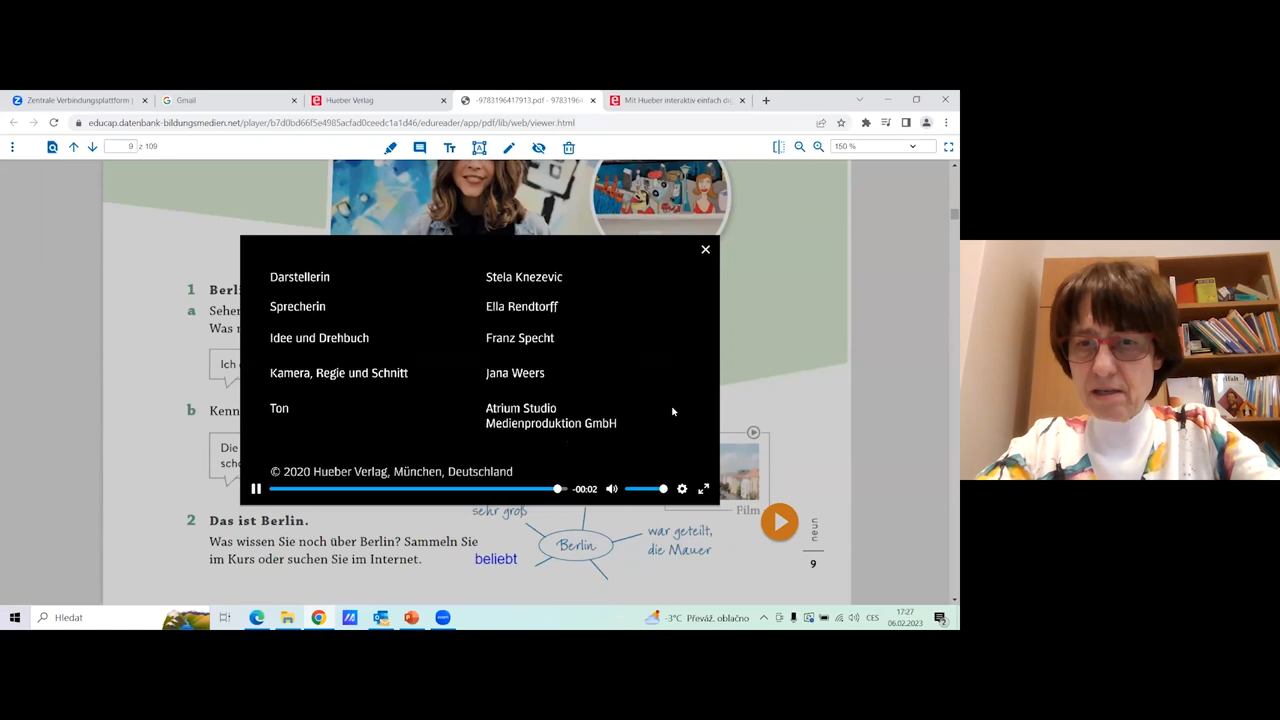 Zentrale Verbindungsplattform |
Gmail
Hueber Verlag
-9783196417913.pdf - 9783196
Mit Hueber interaktiv einfach di
educap.datenbank-bildungsmedien.net/player/b7d0bd66f5e4985acfad0ceedc1a1d46/edureader/app/pdf/lib/web/viewer.html
9 z 109
150 %
1 Berl
a Sehe
Was
Ich
b Kenn
Die
sch
Darstellerin Stela Knezevic
Sprecherin Ella Rendtorff
Idee und Drehbuch Franz Specht
Kamera, Regie und Schnitt Jana Weers
Ton Atrium Studio
Medienproduktion GmbH
© 2020 Hueber Verlag, München, Deutschland
-00:02
Film
2 Das ist Berlin.
Was wissen Sie noch über Berlin? Sammeln Sie
im Kurs oder suchen Sie im Internet.
sehr groß
Berlin
war geteilt,
die Mauer
beliebt
neun
9
Hledat
-3°C Převáž. oblačno
CES
17:27
06.02.2023
2